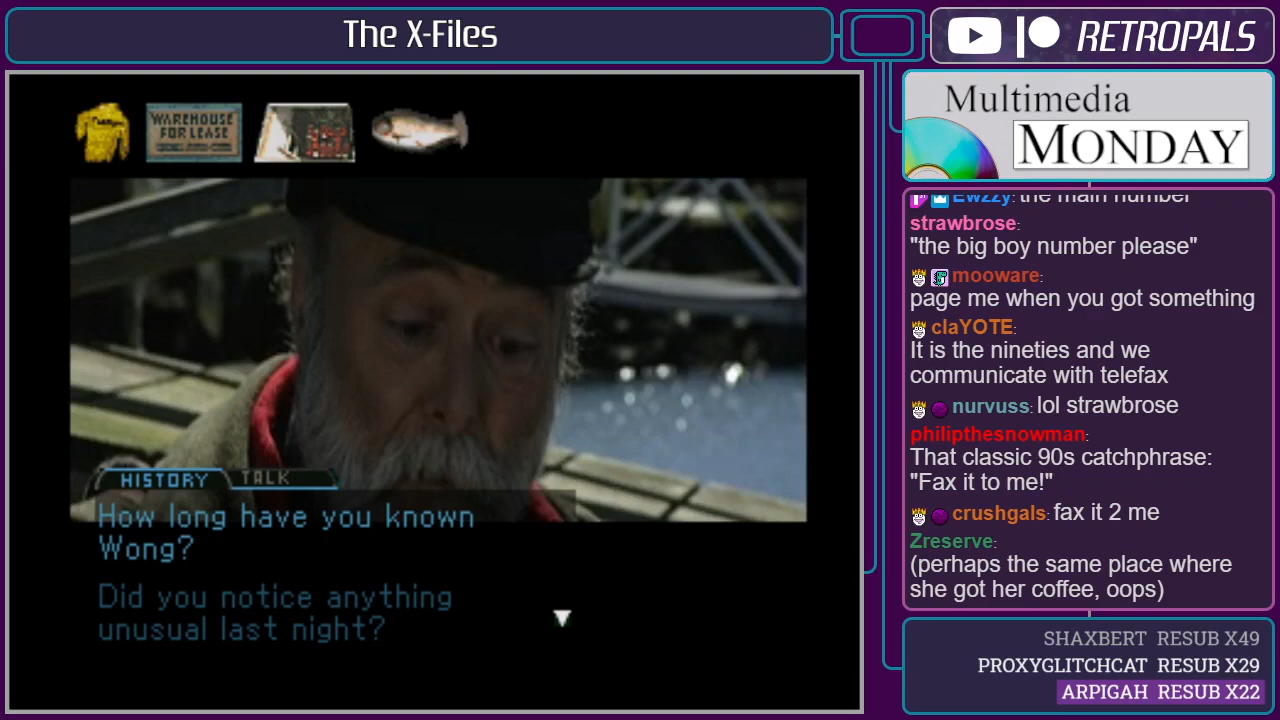 The X-Files
RETROPALS
WAREHOUSE
FOR LEASE
Multimedia
MONDAY
Ewzzy: the main number
strawbrose:
"the big boy number please"
mooware:
page me when you got something
claYOTE:
It is the nineties and we
communicate with telefax
nurvuss: lol strawbrose
philipthesnowman:
That classic 90s catchphrase:
"Fax it to me!"
crushgals: fax it 2 me
Zreserve:
(perhaps the same place where
she got her coffee, oops)
HISTORY TALK
How long have you known
Wong?
Did you notice anything
unusual last night?
SHAXBERT RESUB X49
PROXYGLITCHCAT RESUB X29
ARPIGAH RESUB X22